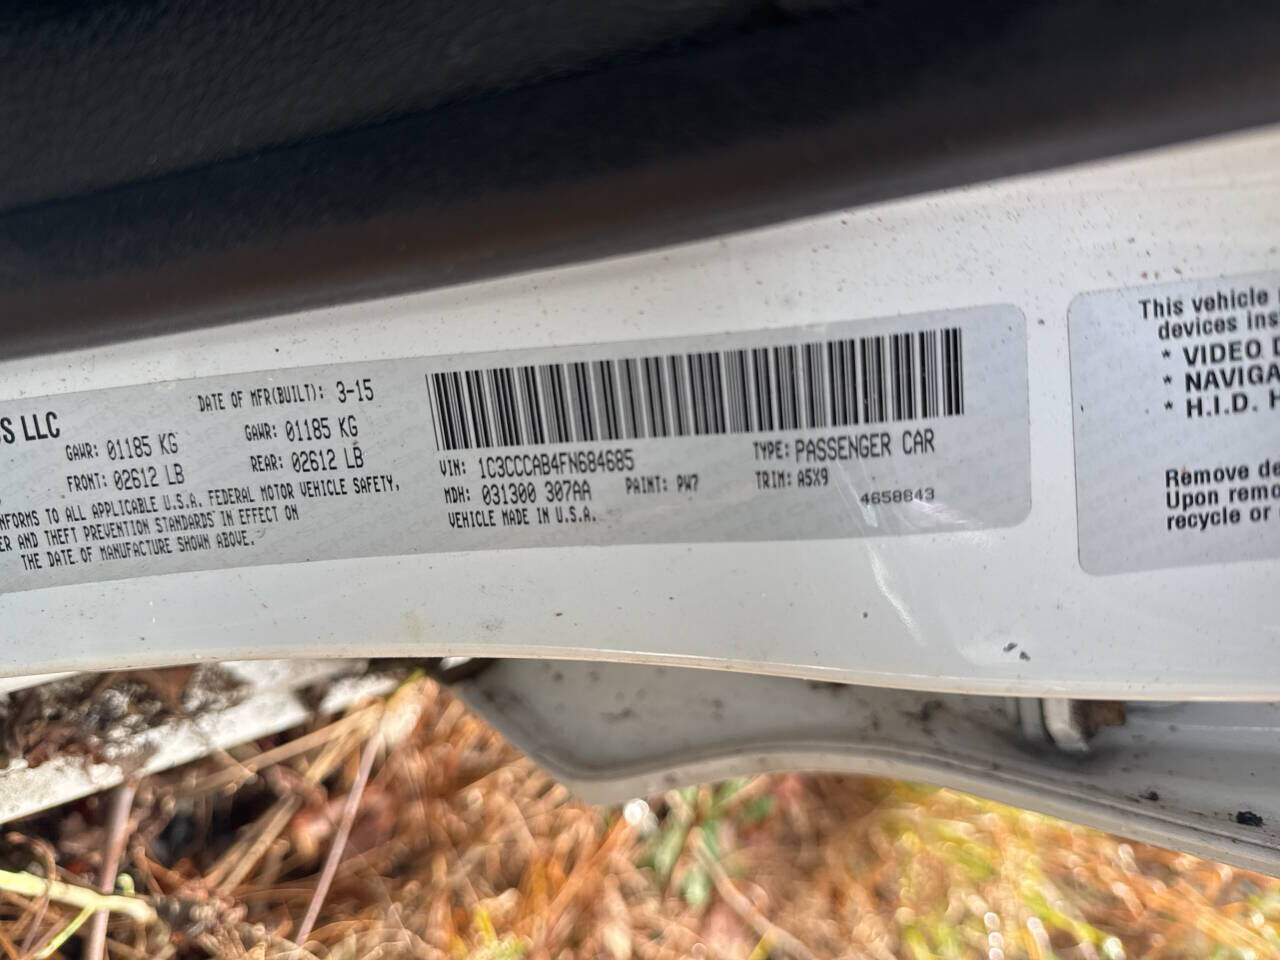 S LLC
DATE OF MFR(BUILT): 3-15
GAWR: 01185 KG
FRONT: 02612 LB
GAWR: 01185 KG
REAR: 02612 LB
NFORMS TO ALL APPLICABLE U.S.A. FEDERAL MOTOR VEHICLE SAFETY,
ER AND THEFT PREVENTION STANDARDS IN EFFECT ON
THE DATE OF MANUFACTURE SHOWN ABOVE.
VIN: 1C3CCCAB4FN684685
TYPE: PASSENGER CAR
MDH: 031300 307AA
PAINT: PW7
TRIM: A5X9
VEHICLE MADE IN U.S.A.
4650843
This vehicle
devices ins
* VIDEO D
* NAVIGA
* H.I.D. H
Remove de
Upon remo
recycle or